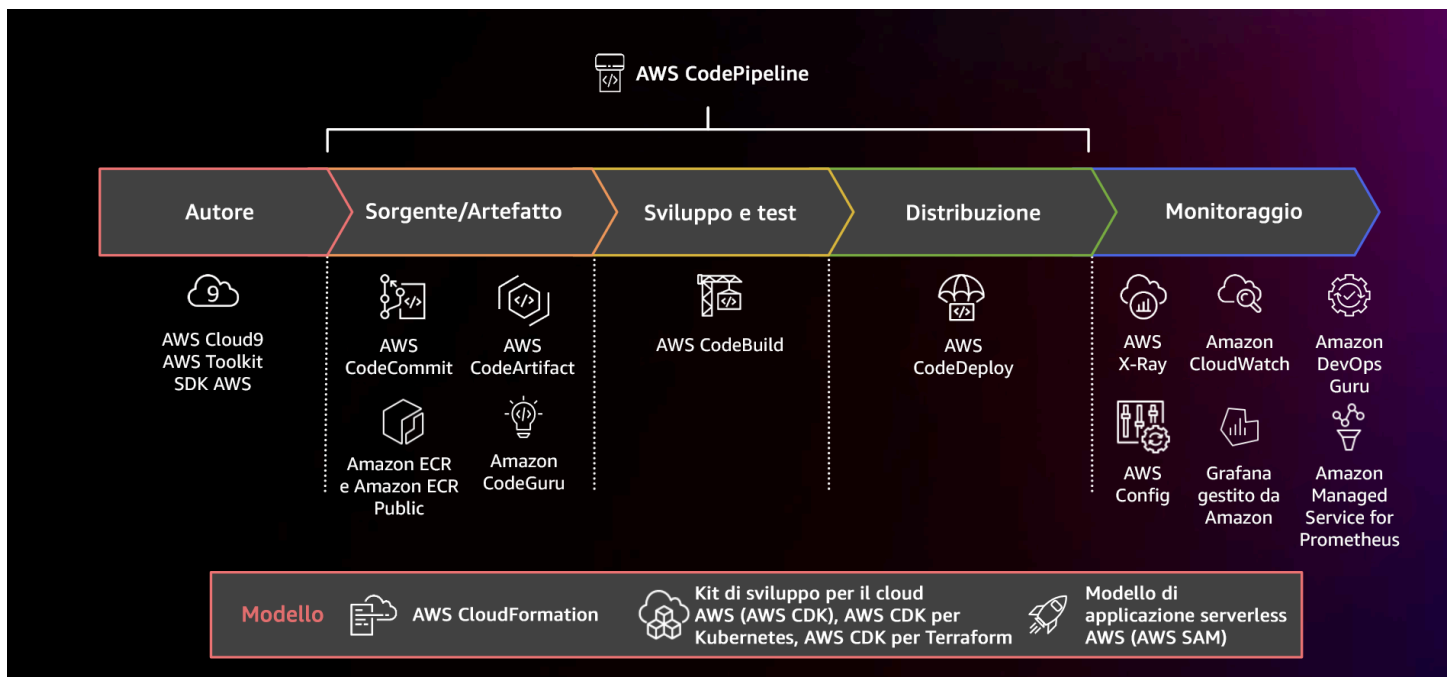 AWS CodePipeline
Autore
Sorgente/Artefatto
Sviluppo e test
Distribuzione
Monitoraggio
9
AWS Cloud9
AWS Toolkit
SDK AWS
AWS
CodeCommit
AWS
CodeArtifact
Amazon ECR
e Amazon ECR
Public
Amazon
CodeGuru
AWS CodeBuild
AWS
CodeDeploy
AWS
X-Ray
Amazon
CloudWatch
Amazon
DevOps
Guru
AWS
Config
Grafana
gestito da
Amazon
Amazon
Managed
Service for
Prometheus
Modello
AWS CloudFormation
Kit di sviluppo per il cloud
AWS (AWS CDK), AWS CDK per
Kubernetes, AWS CDK per Terraform
Modello di
applicazione serverless
AWS (AWS SAM)